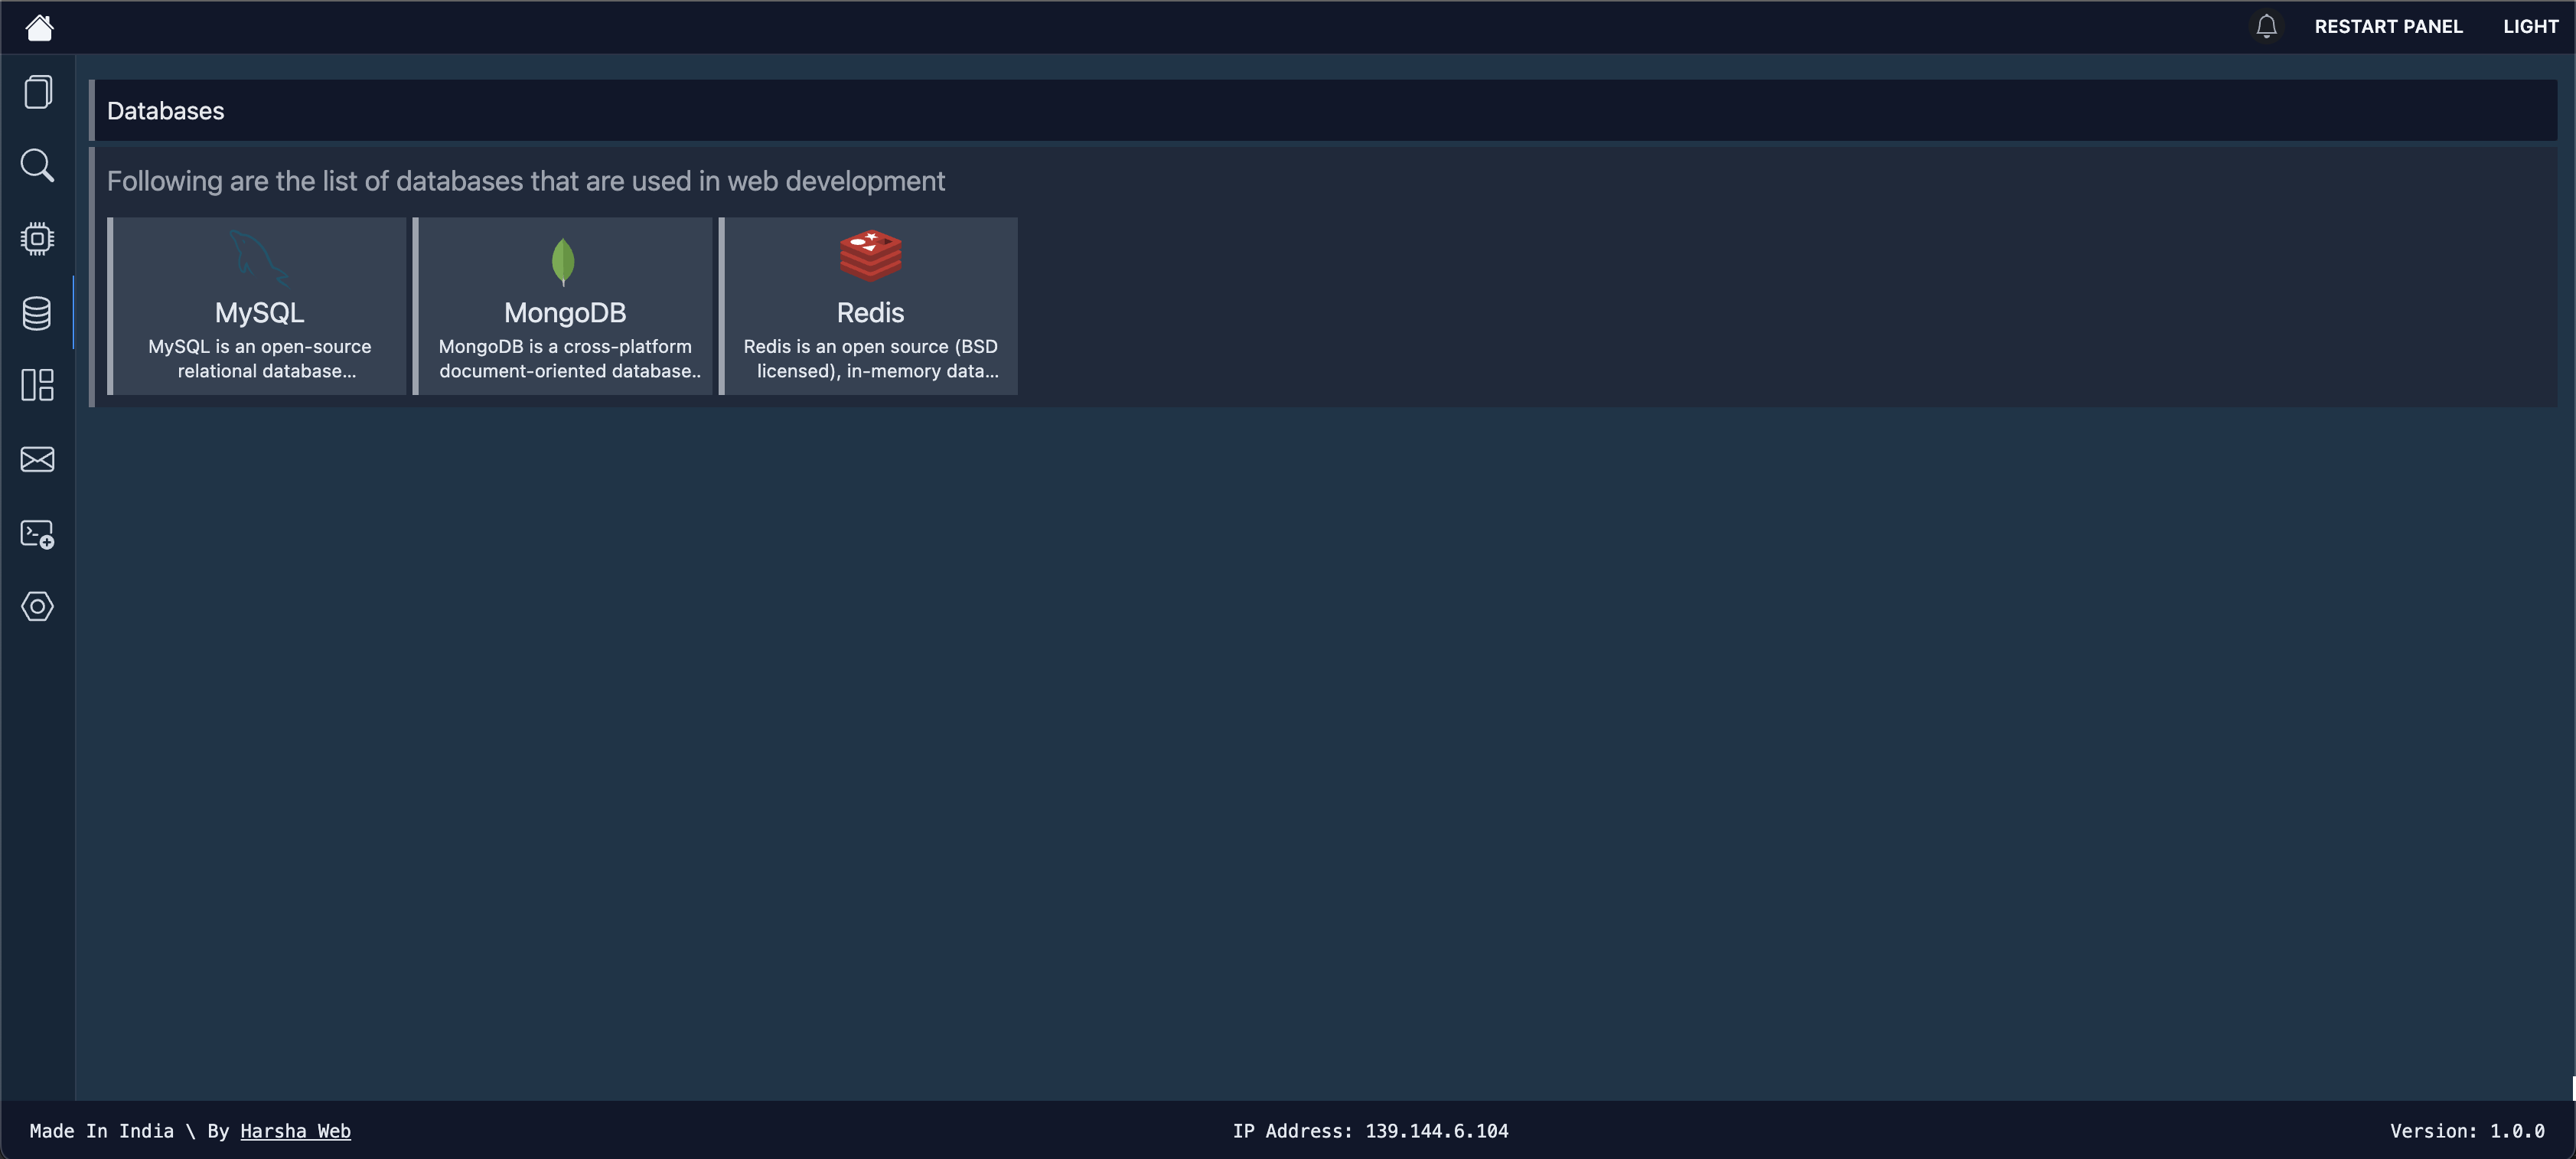 RESTART PANEL
LIGHT
Databases
Following are the list of databases that are used in web development
MySQL
MySQL is an open-source
relational database...
MongoDB
MongoDB is a cross-platform
document-oriented database..
Redis
Redis is an open source (BSD
licensed), in-memory data...
Made In India \ By Harsha Web
IP Address: 139.144.6.104
Version: 1.0.0